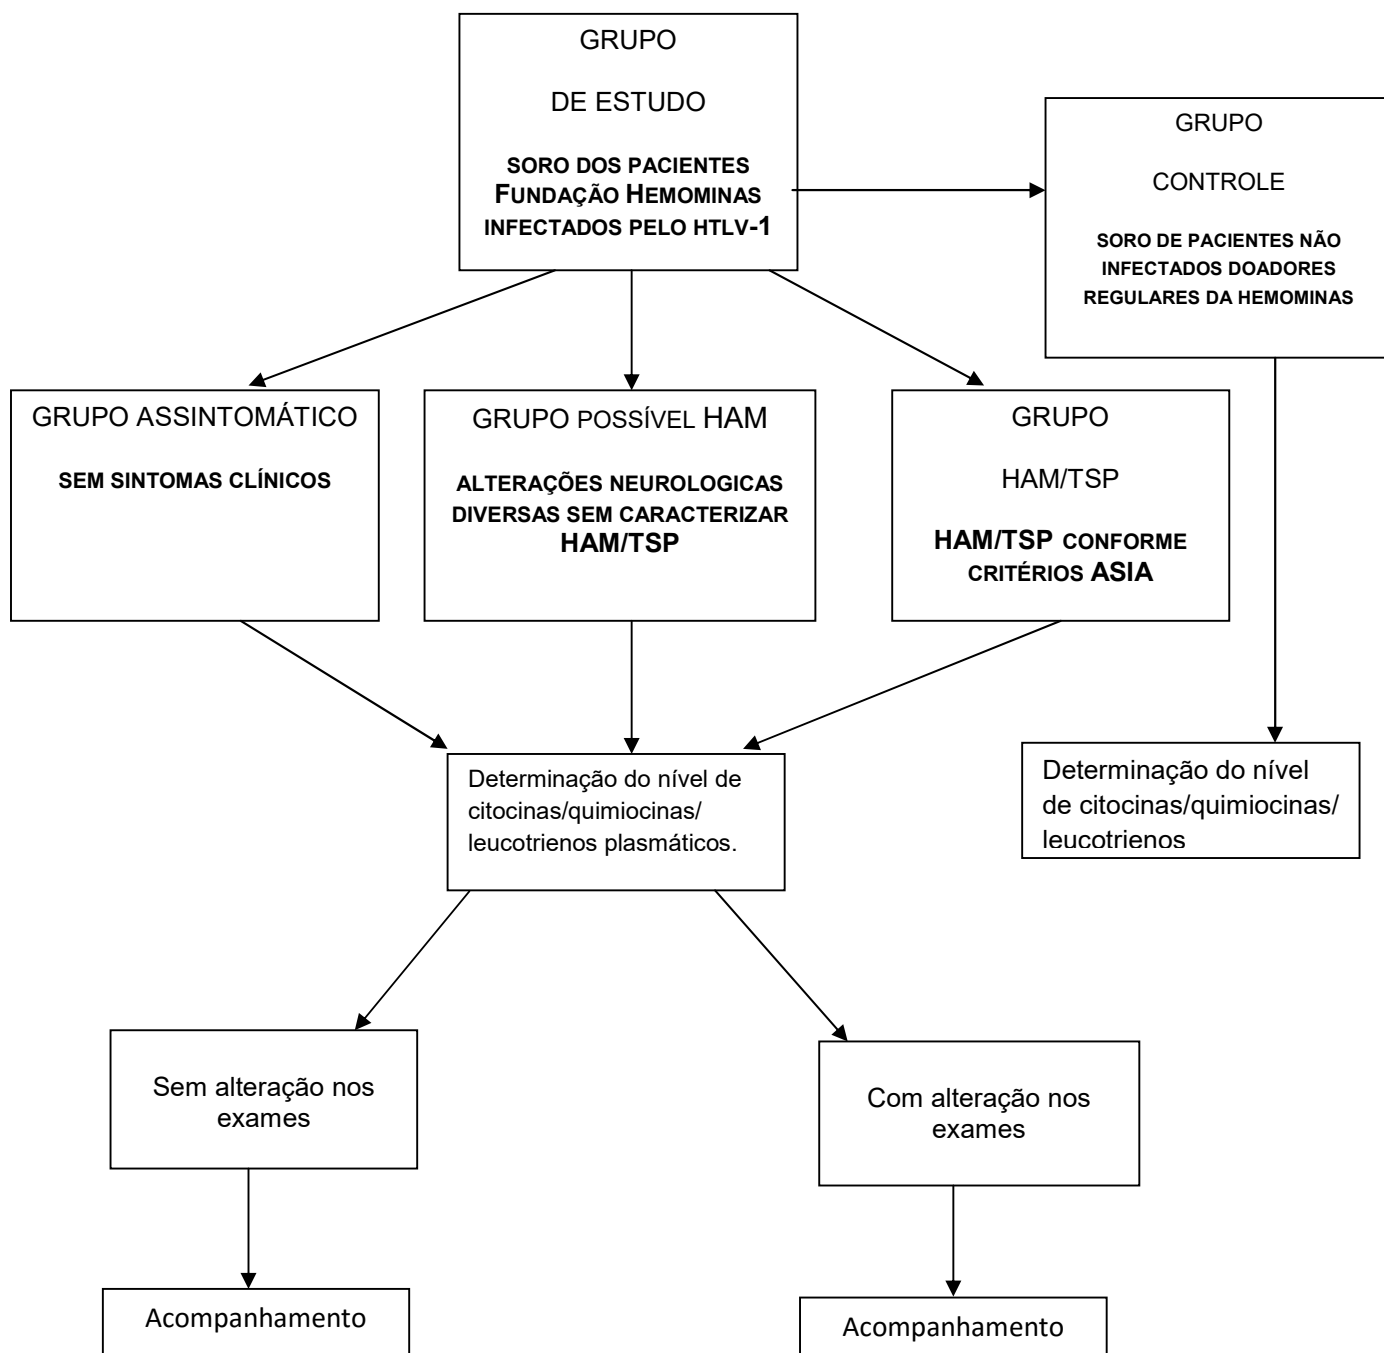 GRUPO
DE ESTUDO
SORO DOS PACIENTES
FUNDAÇÃO HEMOMINAS
INFECTADOS PELO HTLV-1
GRUPO
CONTROLE
SORO DE PACIENTES NÃO
INFECTADOS DOADORES
REGULARES DA HEMOMINAS
GRUPO ASSINTOMÁTICO
SEM SINTOMAS CLÍNICOS
GRUPO POSSÍVEL HAM
ALTERAÇÕES NEUROLOGICAS
DIVERSAS SEM CARACTERIZAR
HAM/TSP
GRUPO
HAM/TSP
HAM/TSP CONFORME
CRITÉRIOS ASIA
Determinação do nível de
citocinas/quimiocinas/
leucotrienos plasmáticos.
Determinação do nível
de citocinas/quimiocinas/
leucotrienos
Sem alteração nos
exames
Com alteração nos
exames
Acompanhamento
Acompanhamento